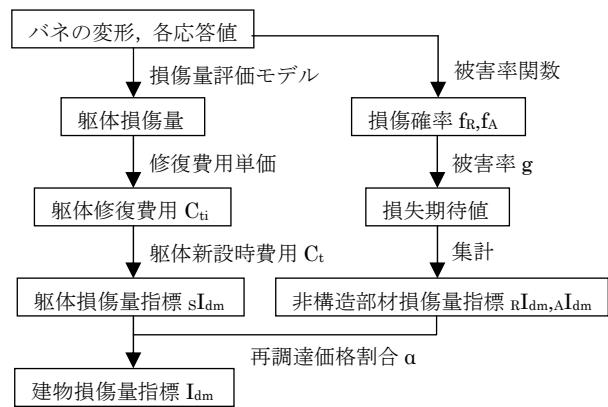 バネの変形，各応答値
損傷量評価モデル
被害率関数
躯体損傷量
損傷確率 fR,fA
修復費用単価
被害率 g
躯体修復費用 Cti
損失期待値
躯体新設時費用 Ct
集計
躯体損傷量指標 sIdm
非構造部材損傷量指標 RIdm,AIdm
再調達価格割合 α
建物損傷量指標 Idm